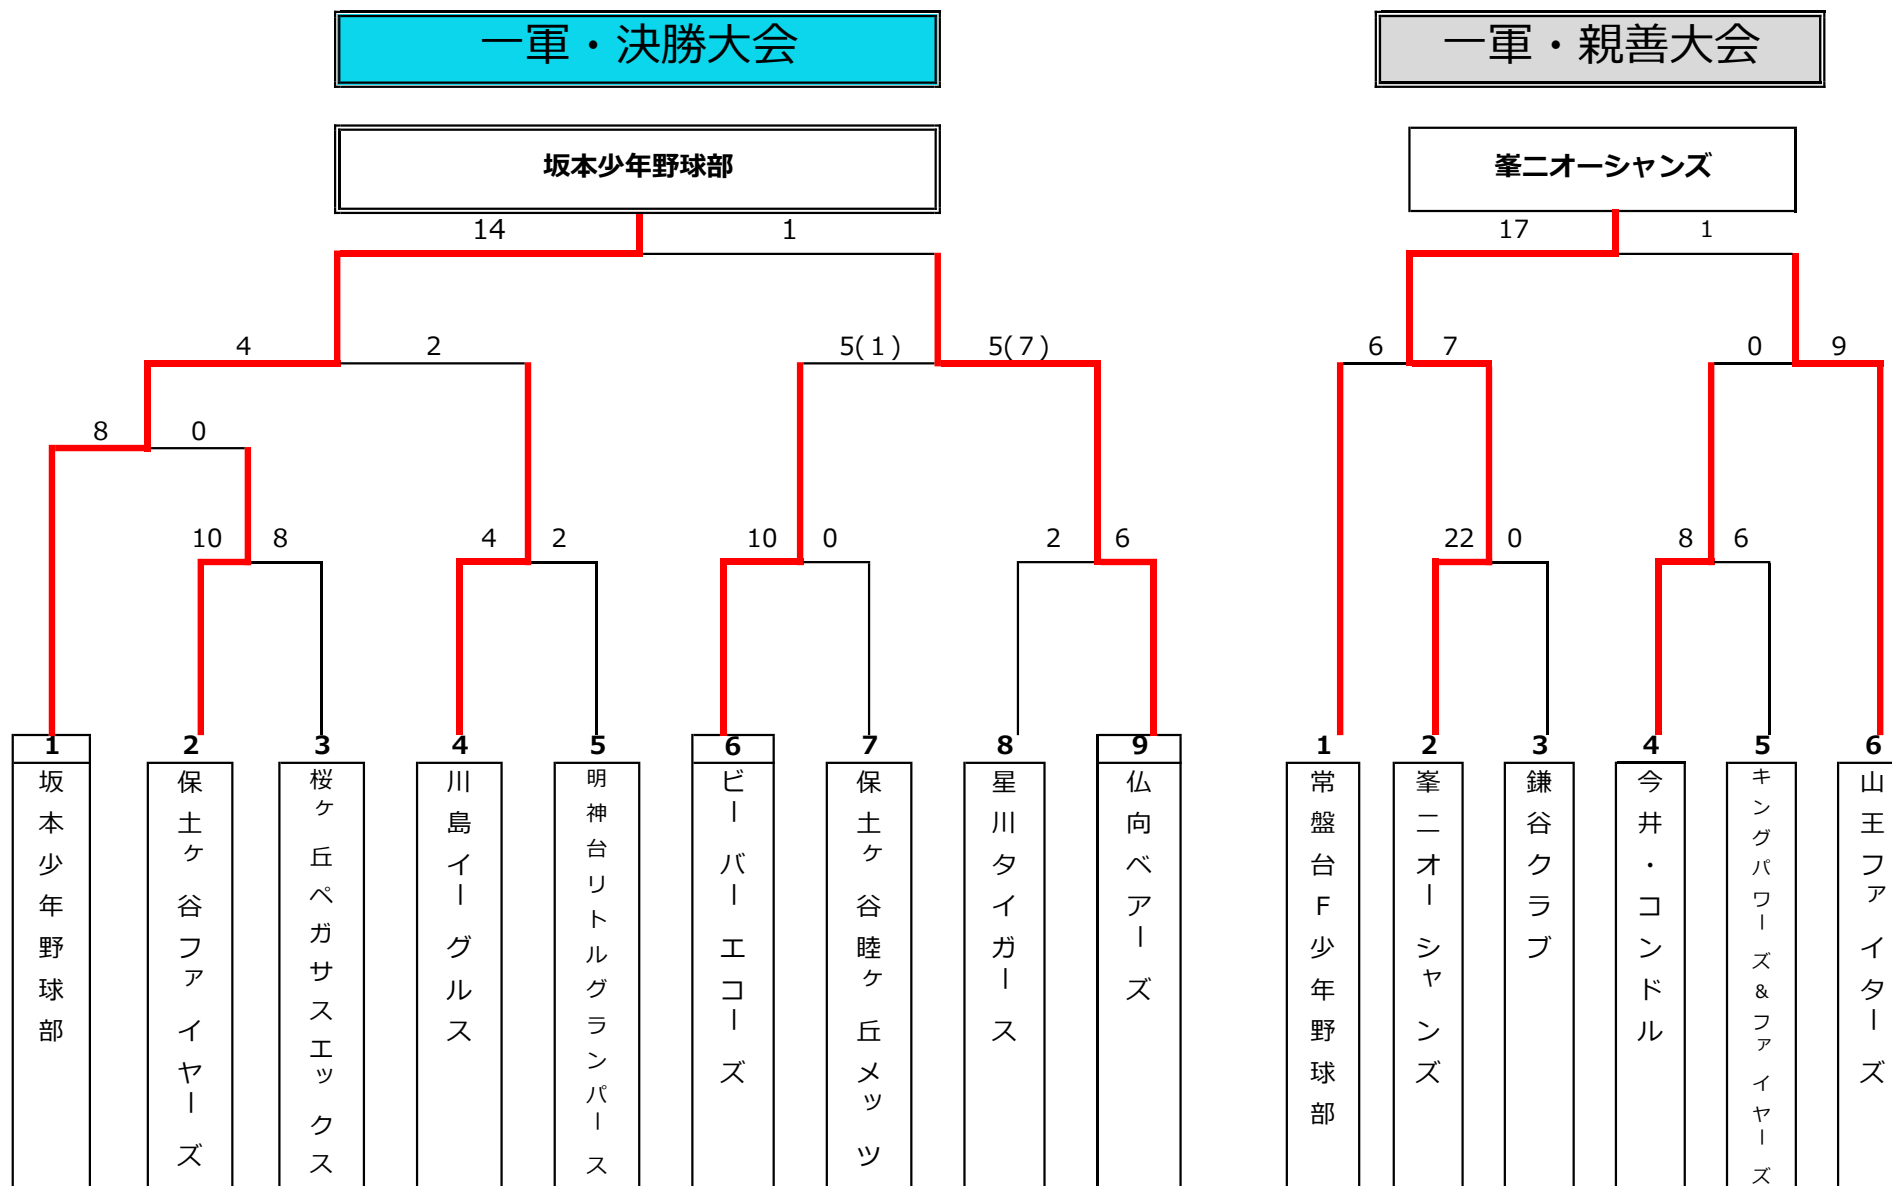 一軍・決勝大会
一軍・親善大会
坂本少年野球部
峯二オーシャンズ
14 1
17 1
4 2
5(1) 5(7)
6 7
0 9
8 0
10 8
4 2
10 0
2 6
22 0
8 6
1 2 3 4 5 6 7 8 9
1 2 3 4 5 6
坂本少年野球部
保土ヶ谷ファイヤーズ
桜ヶ丘ペガサスエックス
川島イーグルス
明神台リトルグランパース
ビーバーエコーズ
保土ヶ谷睦ヶ丘メッツ
星川タイガース
仏向ベアーズ
常盤台F少年野球部
峯二オーシャンズ
鎌谷クラブ
今井・コンドル
キングパワーズ&ファイヤーズ
山王ファイターズ